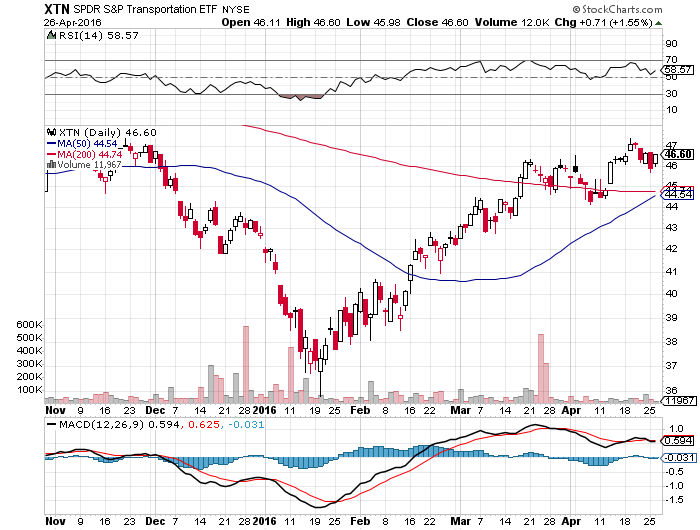 XTN SPDR S&P Transportation ETF NYSE © StockCharts.com
26-Apr-2016 Open 46.11 High 46.60 Low 45.98 Close 46.60 Volume 12.0K Chg +0.71 (+1.55%)
RSI(14) 58.57
90
70
58.57
50
30
10
XTN (Daily) 46.60
MA(50) 44.54
MA(200) 44.74
Volume 11,967
47
46.60
46
45
44.54
44
43
42
41
40
39
38
37
36
600K
500K
400K
300K
200K
100K
11967
Nov 9 16 23 Dec 7 14 21 28 2016 11 19 25 Feb 8 16 22 Mar 7 14 21 28 Apr 11 18 25
MACD(12,26,9) 0.594, 0.625, -0.031
1.0
0.594
-0.031
-0.5
-1.0
-1.5
Nov 9 16 23 Dec 7 14 21 28 2016 11 19 25 Feb 8 16 22 Mar 7 14 21 28 Apr 11 18 25